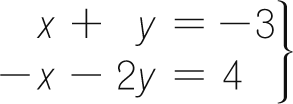 x + y = −3
−x − 2y = 4 }